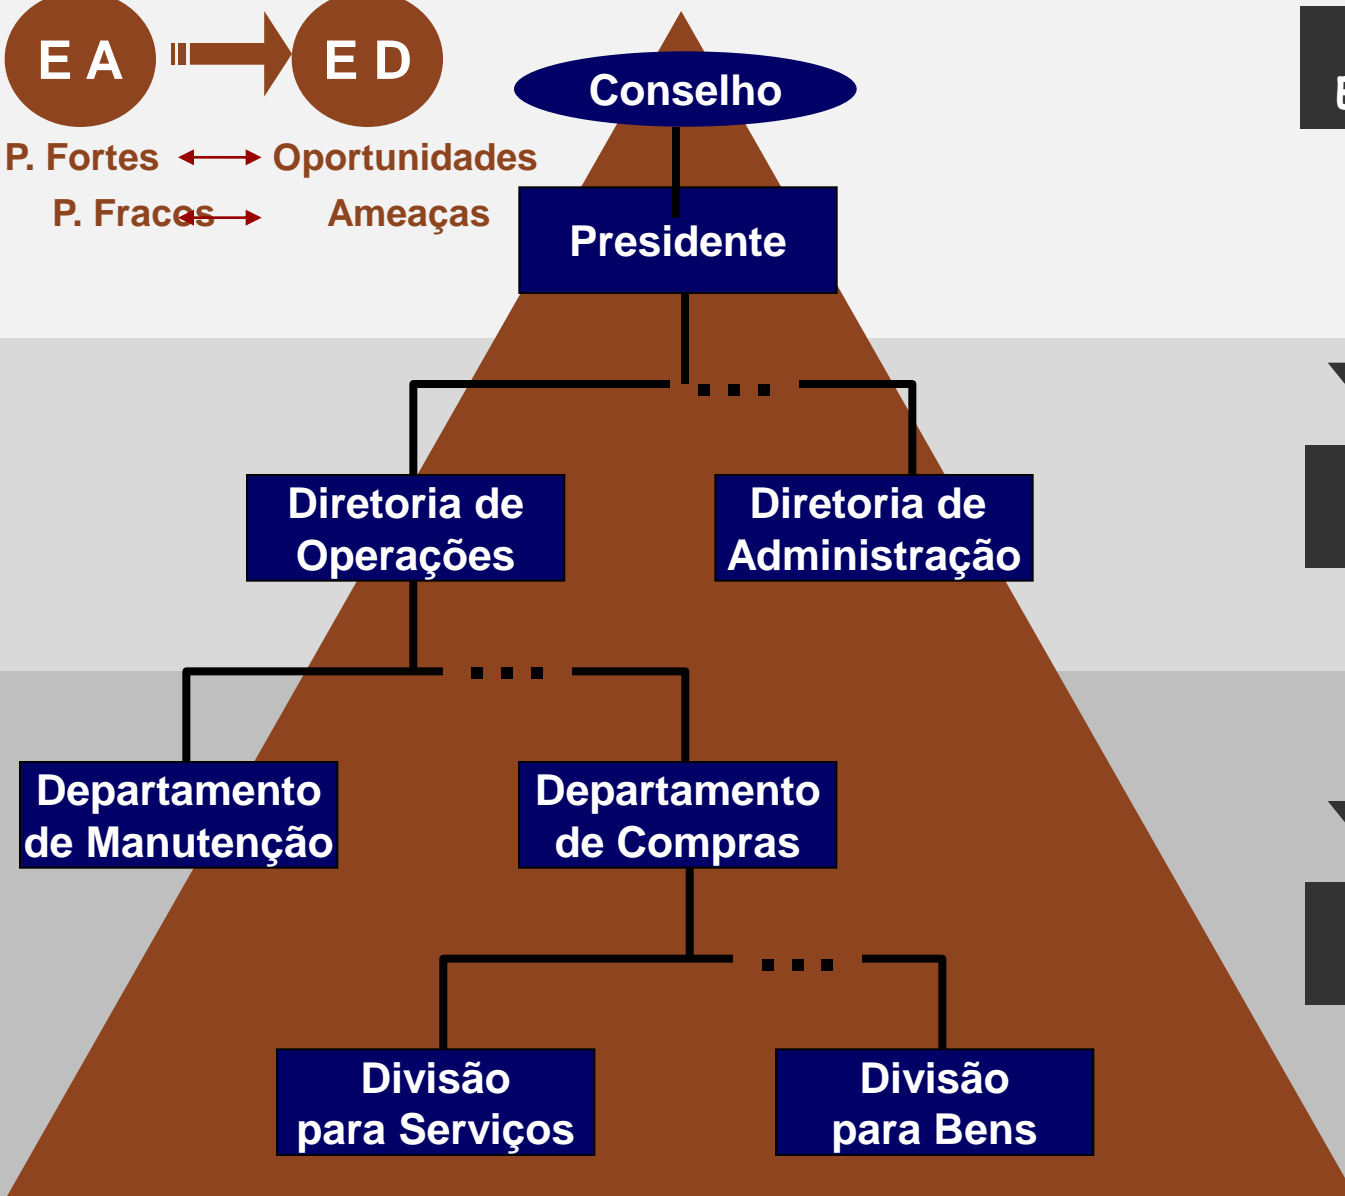 E A
E D
P. Fortes
Oportunidades
P. Fracos
Ameaças
Conselho
Presidente
Diretoria de
Operações
Diretoria de
Administração
Departamento
de Manutenção
Departamento
de Compras
Divisão
para Serviços
Divisão
para Bens